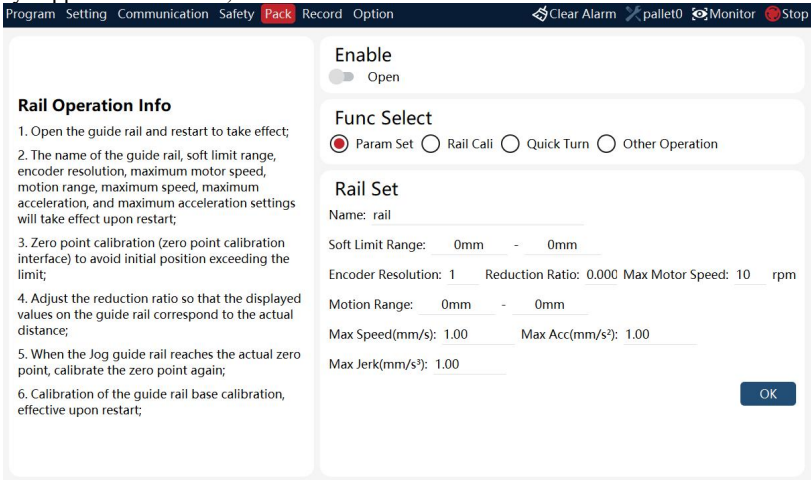 Program Setting Communication Safety Pack Record Option Clear Alarm pallet0 Monitor Stop
Rail Operation Info
1. Open the guide rail and restart to take effect;
2. The name of the guide rail, soft limit range,
encoder resolution, maximum motor speed,
motion range, maximum speed, maximum
acceleration, and maximum acceleration settings
will take effect upon restart;
3. Zero point calibration (zero point calibration
interface) to avoid initial position exceeding the
limit;
4. Adjust the reduction ratio so that the displayed
values on the guide rail correspond to the actual
distance;
5. When the Jog guide rail reaches the actual zero
point, calibrate the zero point again;
6. Calibration of the guide rail base calibration,
effective upon restart;
Enable
Open
Func Select
Param Set Rail Cali Quick Turn Other Operation
Rail Set
Name: rail
Soft Limit Range: 0mm - 0mm
Encoder Resolution: 1 Reduction Ratio: 0.000 Max Motor Speed: 10 rpm
Motion Range: 0mm - 0mm
Max Speed(mm/s): 1.00 Max Acc(mm/s²): 1.00
Max Jerk(mm/s³): 1.00
OK